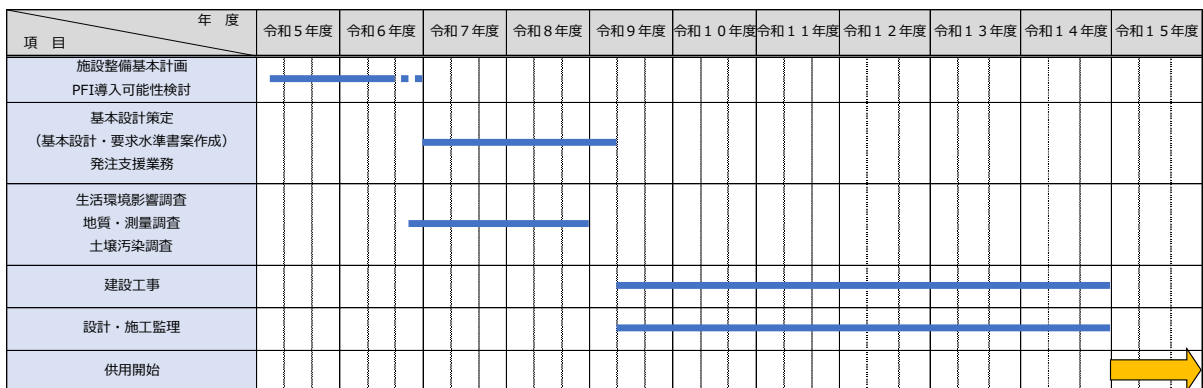 年 度
項 目
令和5年度
令和6年度
令和7年度
令和8年度
令和9年度
令和10年度
令和11年度
令和12年度
令和13年度
令和14年度
令和15年度
施設整備基本計画
PFI導入可能性検討
基本設計策定
（基本設計・要求水準書案作成）
発注支援業務
生活環境影響調査
地質・測量調査
土壌汚染調査
建設工事
設計・施工監理
供用開始